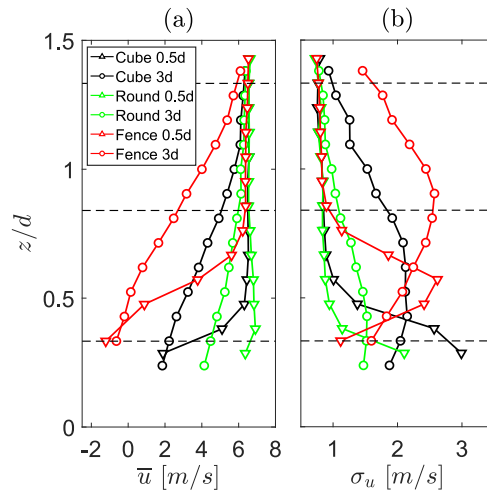 (a)
(b)
1.5
1
0.5
0
z/d
Cube 0.5d
Cube 3d
Round 0.5d
Round 3d
Fence 0.5d
Fence 3d
-2 0 2 4 6 8
1 2 3
u̅ [m/s]
σu [m/s]